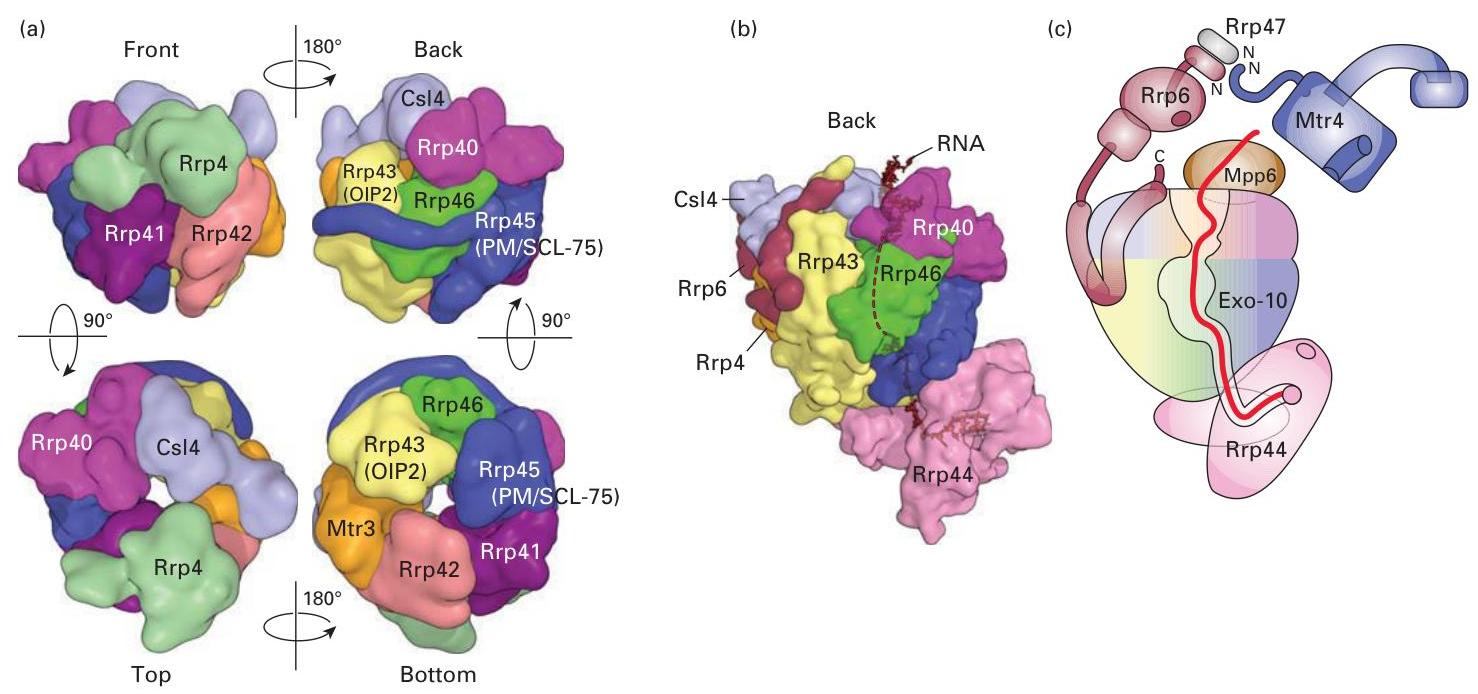 (a)
Front
180°
Back
Rrp4
Rrp41
Rrp42
Csl4
Rrp40
Rrp43
(OIP2)
Rrp46
Rrp45
(PM/SCL-75)
90°
90°
Rrp40
Csl4
Rrp4
Rrp46
Rrp43
(OIP2)
Rrp45
(PM/SCL-75)
Mtr3
Rrp42
Rrp41
180°
Top
Bottom
(b)
Back
RNA
Csl4
Rrp40
Rrp43
Rrp46
Rrp6
Rrp4
Rrp44
(c)
Rrp47
N
N
N
Rrp6
Mtr4
C
Mpp6
Exo-10
Rrp44